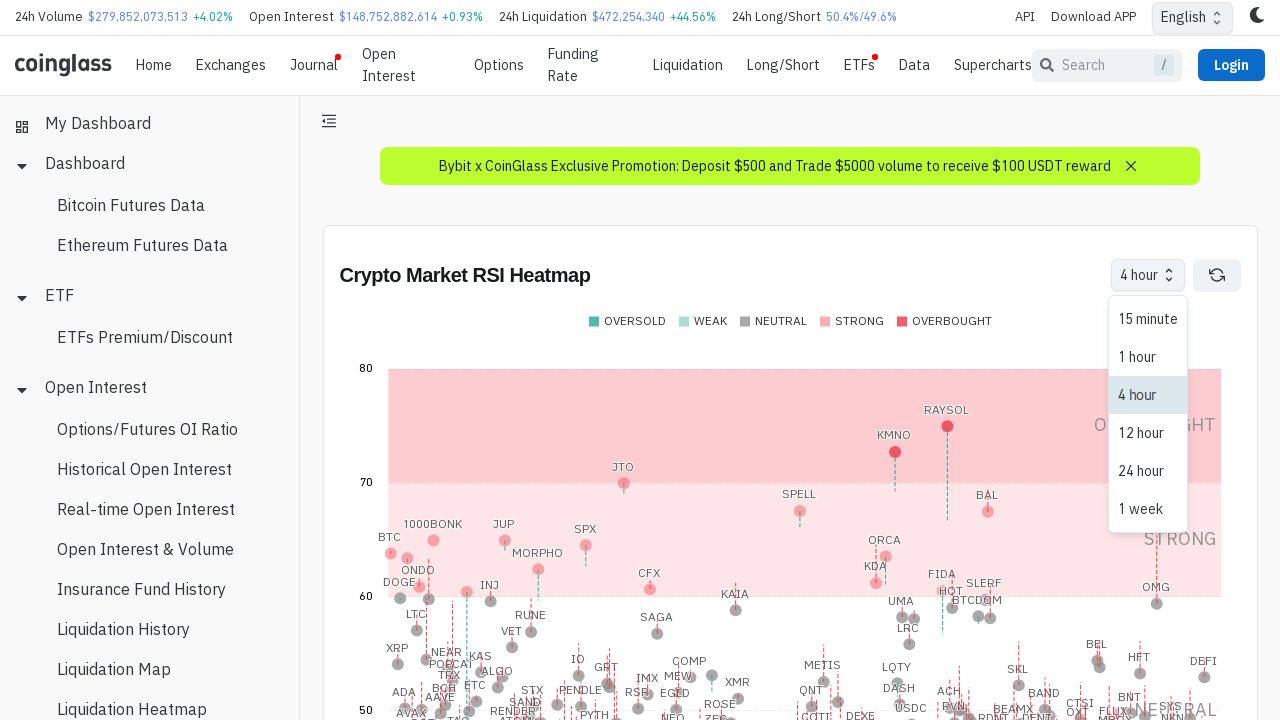 24h Volume $279,852,073,513 +4.02% Open Interest $148,752,882,614 +0.93% 24h Liquidation $472,254,340 +44.56% 24h Long/Short 50.4%/49.6% API Download APP English
coinglass Home Exchanges Journal Open Interest Options Funding Rate Liquidation Long/Short ETFs Data Supercharts Search / Login
My Dashboard
Dashboard
Bitcoin Futures Data
Ethereum Futures Data
ETF
ETFs Premium/Discount
Open Interest
Options/Futures OI Ratio
Historical Open Interest
Real-time Open Interest
Open Interest & Volume
Insurance Fund History
Liquidation History
Liquidation Map
Liquidation Heatmap
Bybit x CoinGlass Exclusive Promotion: Deposit $500 and Trade $5000 volume to receive $100 USDT reward
Crypto Market RSI Heatmap
4 hour
15 minute
1 hour
4 hour
12 hour
24 hour
1 week
OVERSOLD WEAK NEUTRAL STRONG OVERBOUGHT
80
RAYSOL
KMNO
JTO
70
SPELL
BAL
1000BONK JUP
SPX
BTC
ORCA
STRONG
MORPHO
KDA
ONDO
CFX
FIDA
DOGE
INJ
SLERF
OMG
HOT
KAIA
60
BTCDOM
UMA
LTC
RUNE
SAGA
LRC
VET
XRP
NEAR
KAS
IO
COMP
METIS
BEL
HFT
DEFI
POPCAT
TRX
ALGO
GRT
MEW
LQTY
SKL
BCH
ETC
XMR
DASH
ADA
AAVE
STX
PENDLE
RSR
IMX
EGLD
QNT
ACH
BAND
SAND
ROSE
USDC
RVN
CTSI
BNT
SYS
50
AVAX
RENDER
PYTH
DEXE
BEAMX
FLUX
NEUTRAL